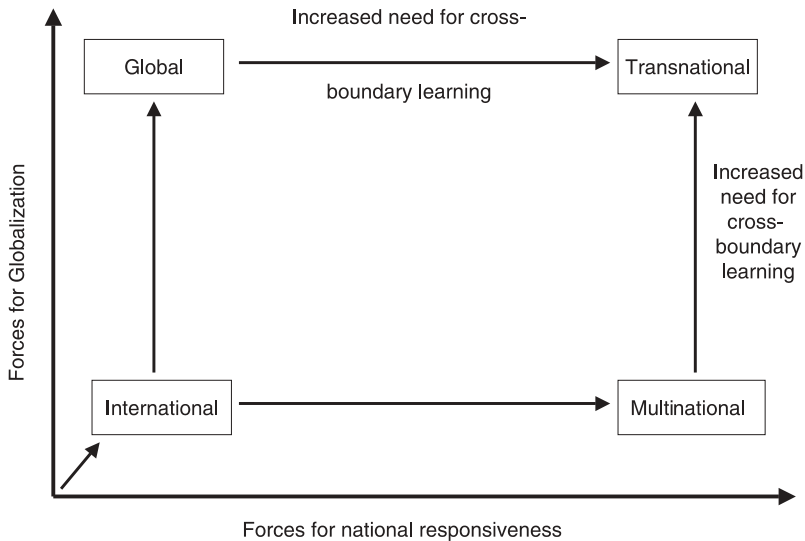 Increased need for cross-
Global
Transnational
boundary learning
Increased
need for
cross-
boundary
learning
Forces for Globalization
International
Multinational
Forces for national responsiveness